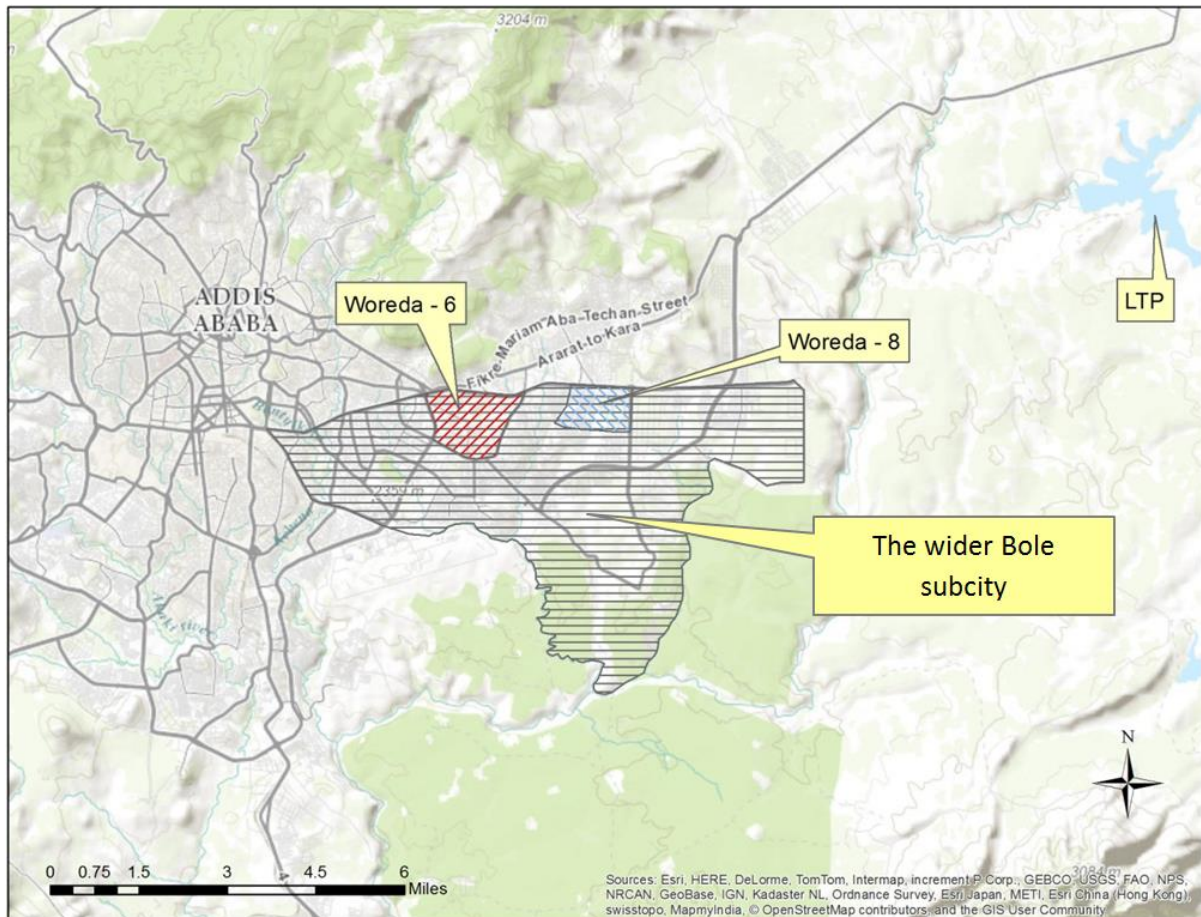 3204 m
ADDIS
ABABA
Woreda - 6
Fikre-Mariam Aba-Techan-Street
Ararat-to-Kara
Woreda - 8
LTP
2359 m
The wider Bole
subcity
N
0 0.75 1.5 3 4.5 6
Miles
3084 m
Sources: Esri, HERE, DeLorme, TomTom, Intermap, increment P Corp., GEBCO, USGS, FAO, NPS,
NRCAN, GeoBase, IGN, Kadaster NL, Ordnance Survey, Esri Japan, METI, Esri China (Hong Kong),
swisstopo, MapmyIndia, © OpenStreetMap contributors, and the GIS User Community